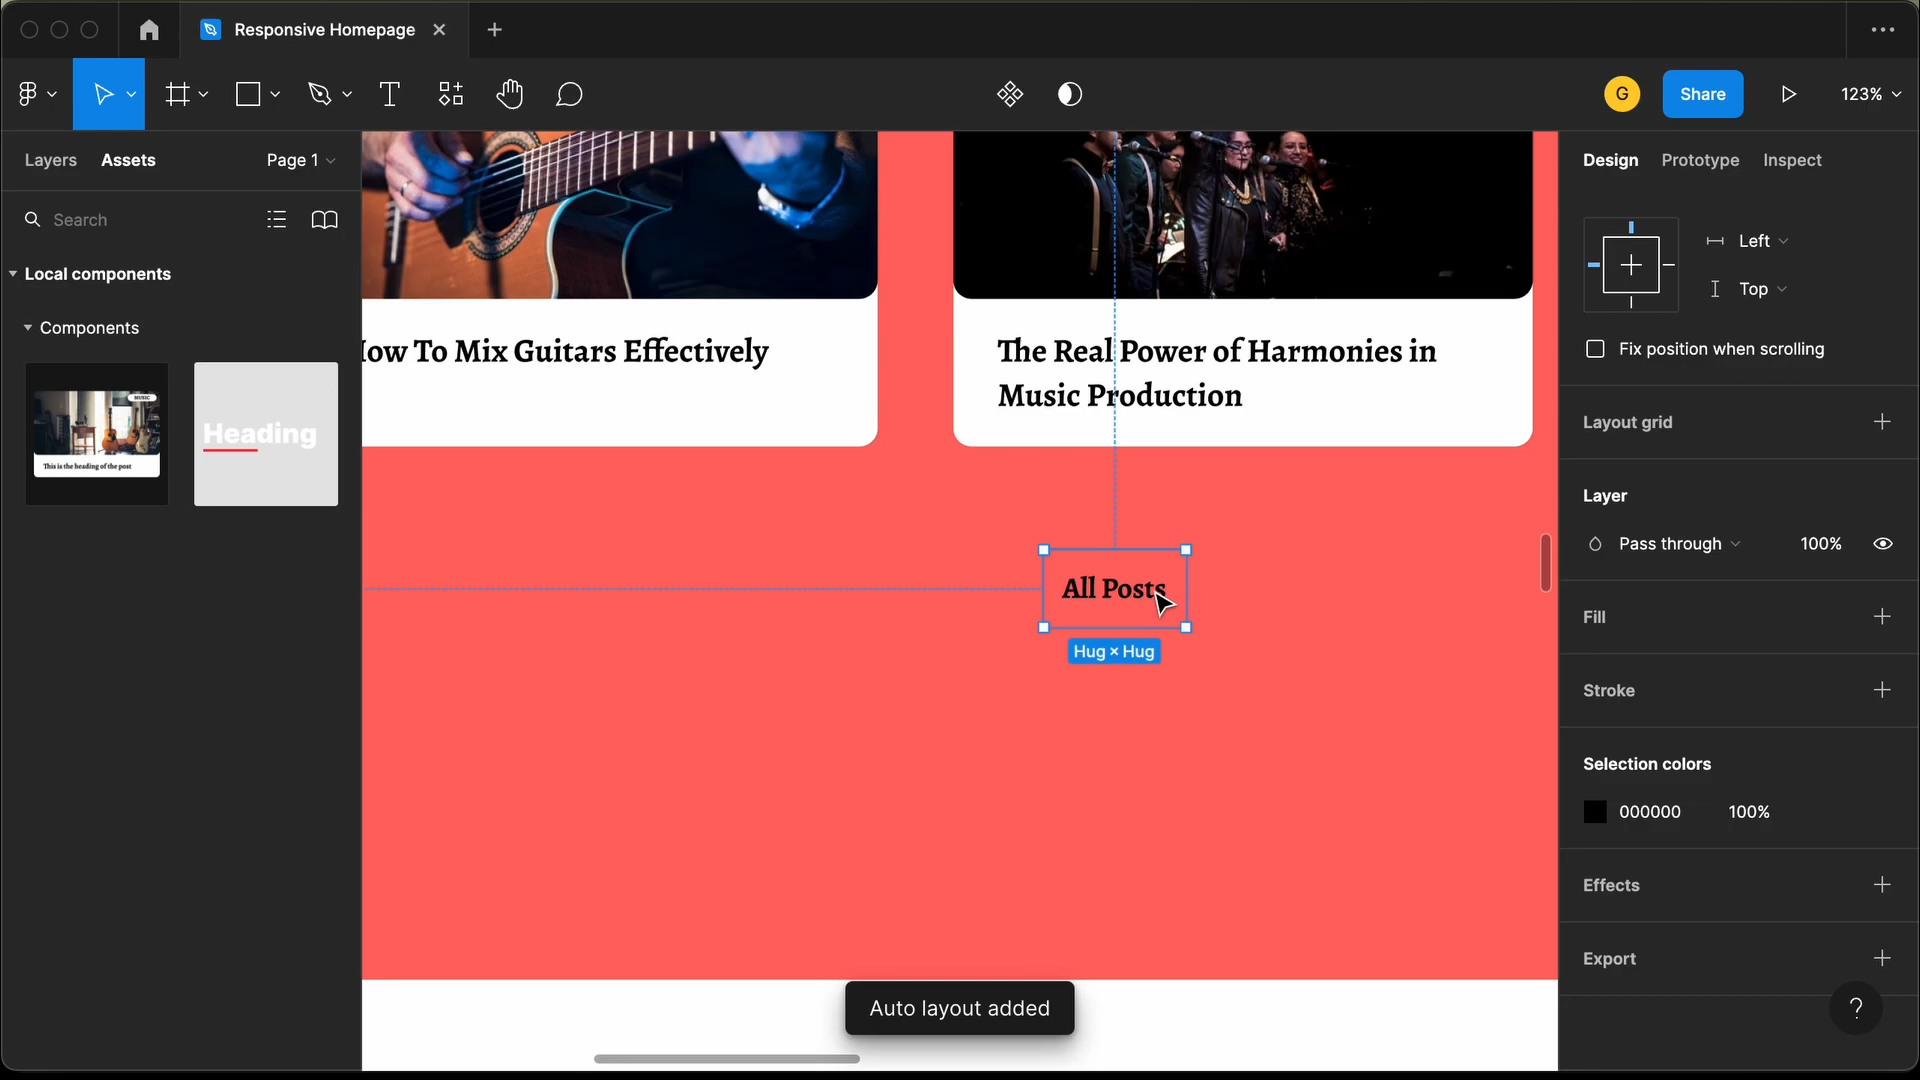 Responsive Homepage
G
Share
123%
Layers
Assets
Page 1
Search
Local components
Components
MUSIC
This is the heading of the post
Heading
How To Mix Guitars Effectively
The Real Power of Harmonies in
Music Production
All Posts
Hug × Hug
Auto layout added
Design
Prototype
Inspect
Left
Top
Fix position when scrolling
Layout grid
Layer
Pass through
100%
Fill
Stroke
Selection colors
000000
100%
Effects
Export
?